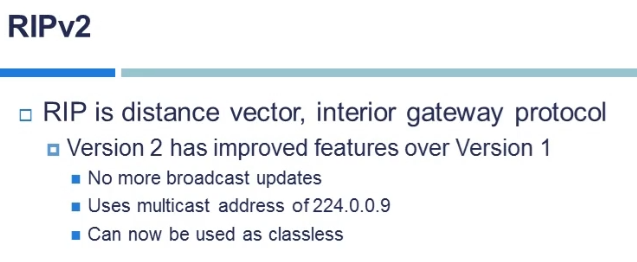 RIPv2
RIP is distance vector, interior gateway protocol
Version 2 has improved features over Version 1
No more broadcast updates
Uses multicast address of 224.0.0.9
Can now be used as classless